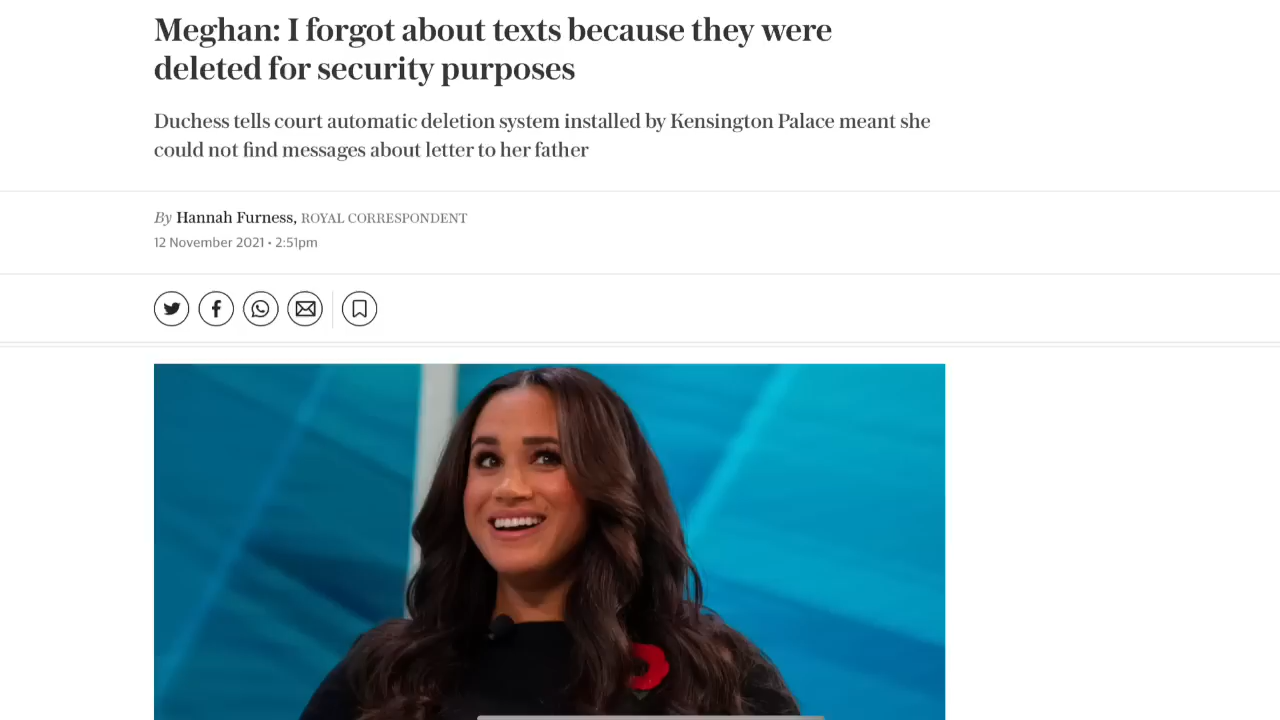 Meghan: I forgot about texts because they were
deleted for security purposes
Duchess tells court automatic deletion system installed by Kensington Palace meant she
could not find messages about letter to her father
By Hannah Furness, ROYAL CORRESPONDENT
12 November 2021 • 2:51pm